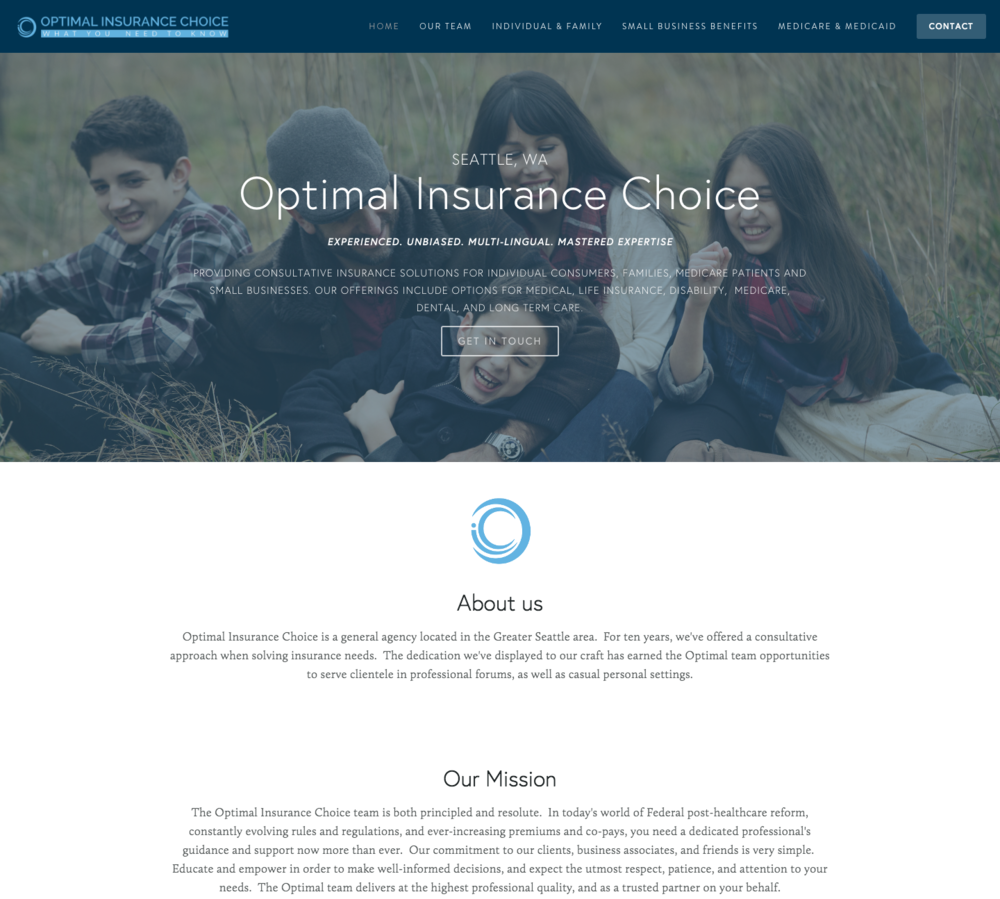 OPTIMAL INSURANCE CHOICE
WHAT YOU NEED TO KNOW
HOME OUR TEAM INDIVIDUAL & FAMILY SMALL BUSINESS BENEFITS MEDICARE & MEDICAID CONTACT
SEATTLE, WA
Optimal Insurance Choice
EXPERIENCED. UNBIASED. MULTI-LINGUAL. MASTERED EXPERTISE
PROVIDING CONSULTATIVE INSURANCE SOLUTIONS FOR INDIVIDUAL CONSUMERS, FAMILIES, MEDICARE PATIENTS AND
SMALL BUSINESSES. OUR OFFERINGS INCLUDE OPTIONS FOR MEDICAL, LIFE INSURANCE, DISABILITY, MEDICARE,
DENTAL, AND LONG TERM CARE.
GET IN TOUCH
About us
Optimal Insurance Choice is a general agency located in the Greater Seattle area. For ten years, we've offered a consultative
approach when solving insurance needs. The dedication we've displayed to our craft has earned the Optimal team opportunities
to serve clientele in professional forums, as well as casual personal settings.
Our Mission
The Optimal Insurance Choice team is both principled and resolute. In today's world of Federal post-healthcare reform,
constantly evolving rules and regulations, and ever-increasing premiums and co-pays, you need a dedicated professional's
guidance and support now more than ever. Our commitment to our clients, business associates, and friends is very simple.
Educate and empower in order to make well-informed decisions, and expect the utmost respect, patience, and attention to your
needs. The Optimal team delivers at the highest professional quality, and as a trusted partner on your behalf.